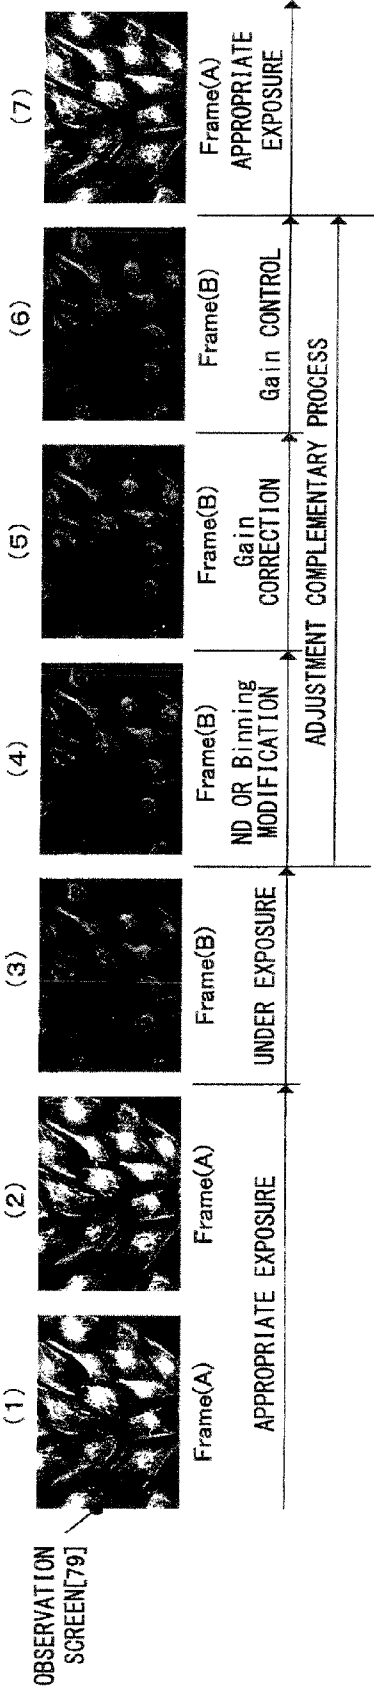 (1)
(2)
(3)
(4)
(5)
(6)
(7)
OBSERVATION
SCREEN[79]
Frame(A)
Frame(A)
Frame(B)
Frame(B)
Frame(B)
Frame(B)
Frame(A)
APPROPRIATE EXPOSURE
UNDER EXPOSURE
ND OR Binning
MODIFICATION
Gain
CORRECTION
Gain CONTROL
APPROPRIATE
EXPOSURE
ADJUSTMENT COMPLEMENTARY PROCESS